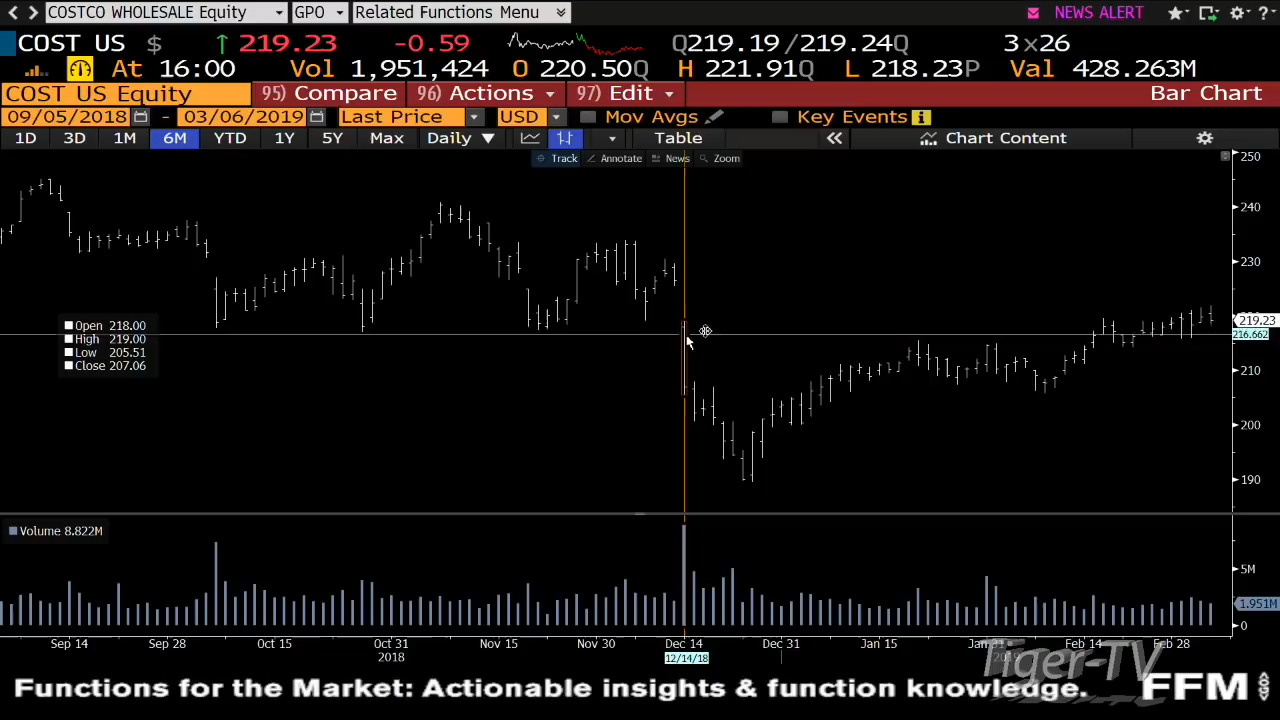 COSTCO WHOLESALE Equity GPO Related Functions Menu NEWS ALERT ?
COST US $ ↑ 219.23 -0.59 Q219.19/219.24Q 3×26
At 16:00 Vol 1,951,424 O 220.50Q H 221.91Q L 218.23P Val 428.263M
COST US Equity 95) Compare 96) Actions 97) Edit Bar Chart
09/05/2018 - 03/06/2019 Last Price USD Mov Avgs Key Events i
1D 3D 1M 6M YTD 1Y 5Y Max Daily ▼ Table « Chart Content
Track Annotate News Zoom
250
240
230
Open 218.00
High 219.00
Low 205.51
Close 207.06
219.23
216.662
210
200
190
Volume 8.822M
5M
1.951M
0
Sep 14 Sep 28 Oct 15 Oct 31 Nov 15 Nov 30 Dec 14 Dec 31 Jan 15 Jan 31 Feb 14 Feb 28
2018 12/14/18 2019
Tiger-TV
Functions for the Market: Actionable insights & function knowledge. FFM <GO>